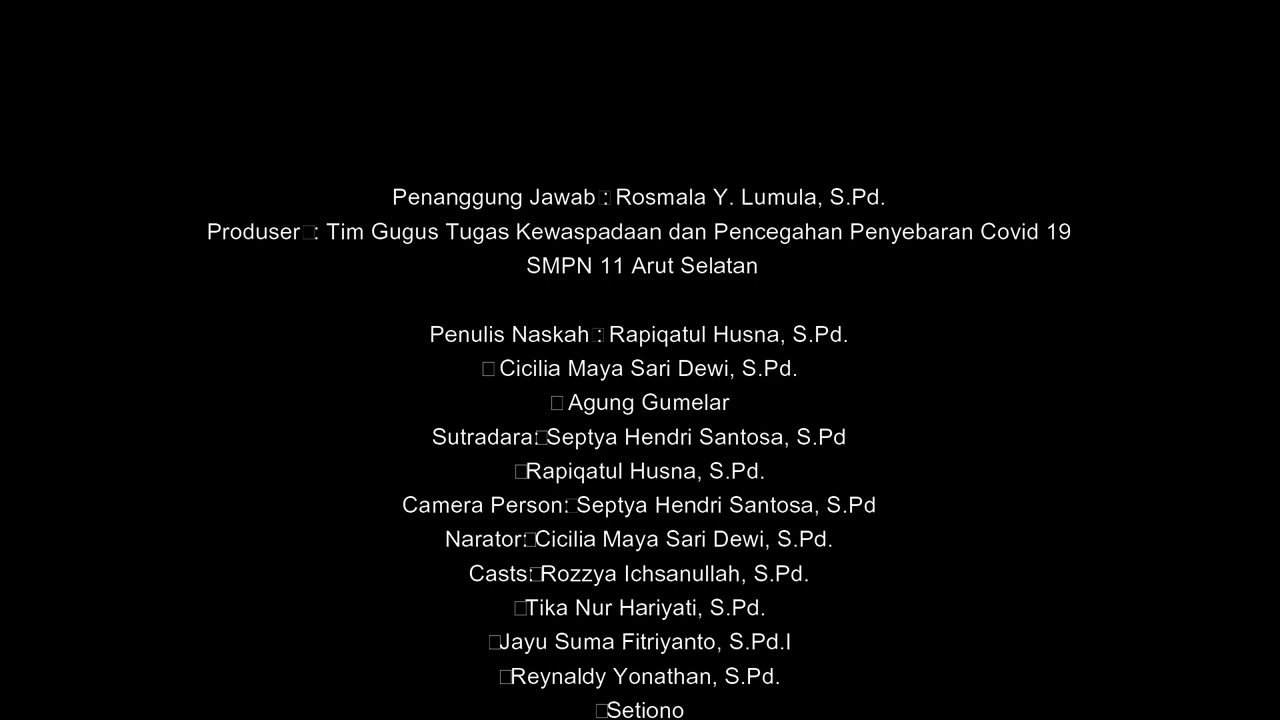 Penanggung Jawab : Rosmala Y. Lumula, S.Pd.
Produser : Tim Gugus Tugas Kewaspadaan dan Pencegahan Penyebaran Covid 19
SMPN 11 Arut Selatan
Penulis Naskah : Rapiqatul Husna, S.Pd.
Cicilia Maya Sari Dewi, S.Pd.
Agung Gumelar
Sutradara: Septya Hendri Santosa, S.Pd
Rapiqatul Husna, S.Pd.
Camera Person: Septya Hendri Santosa, S.Pd
Narator: Cicilia Maya Sari Dewi, S.Pd.
Casts: Rozzya Ichsanullah, S.Pd.
Tika Nur Hariyati, S.Pd.
Jayu Suma Fitriyanto, S.Pd.I
Reynaldy Yonathan, S.Pd.
Setiono